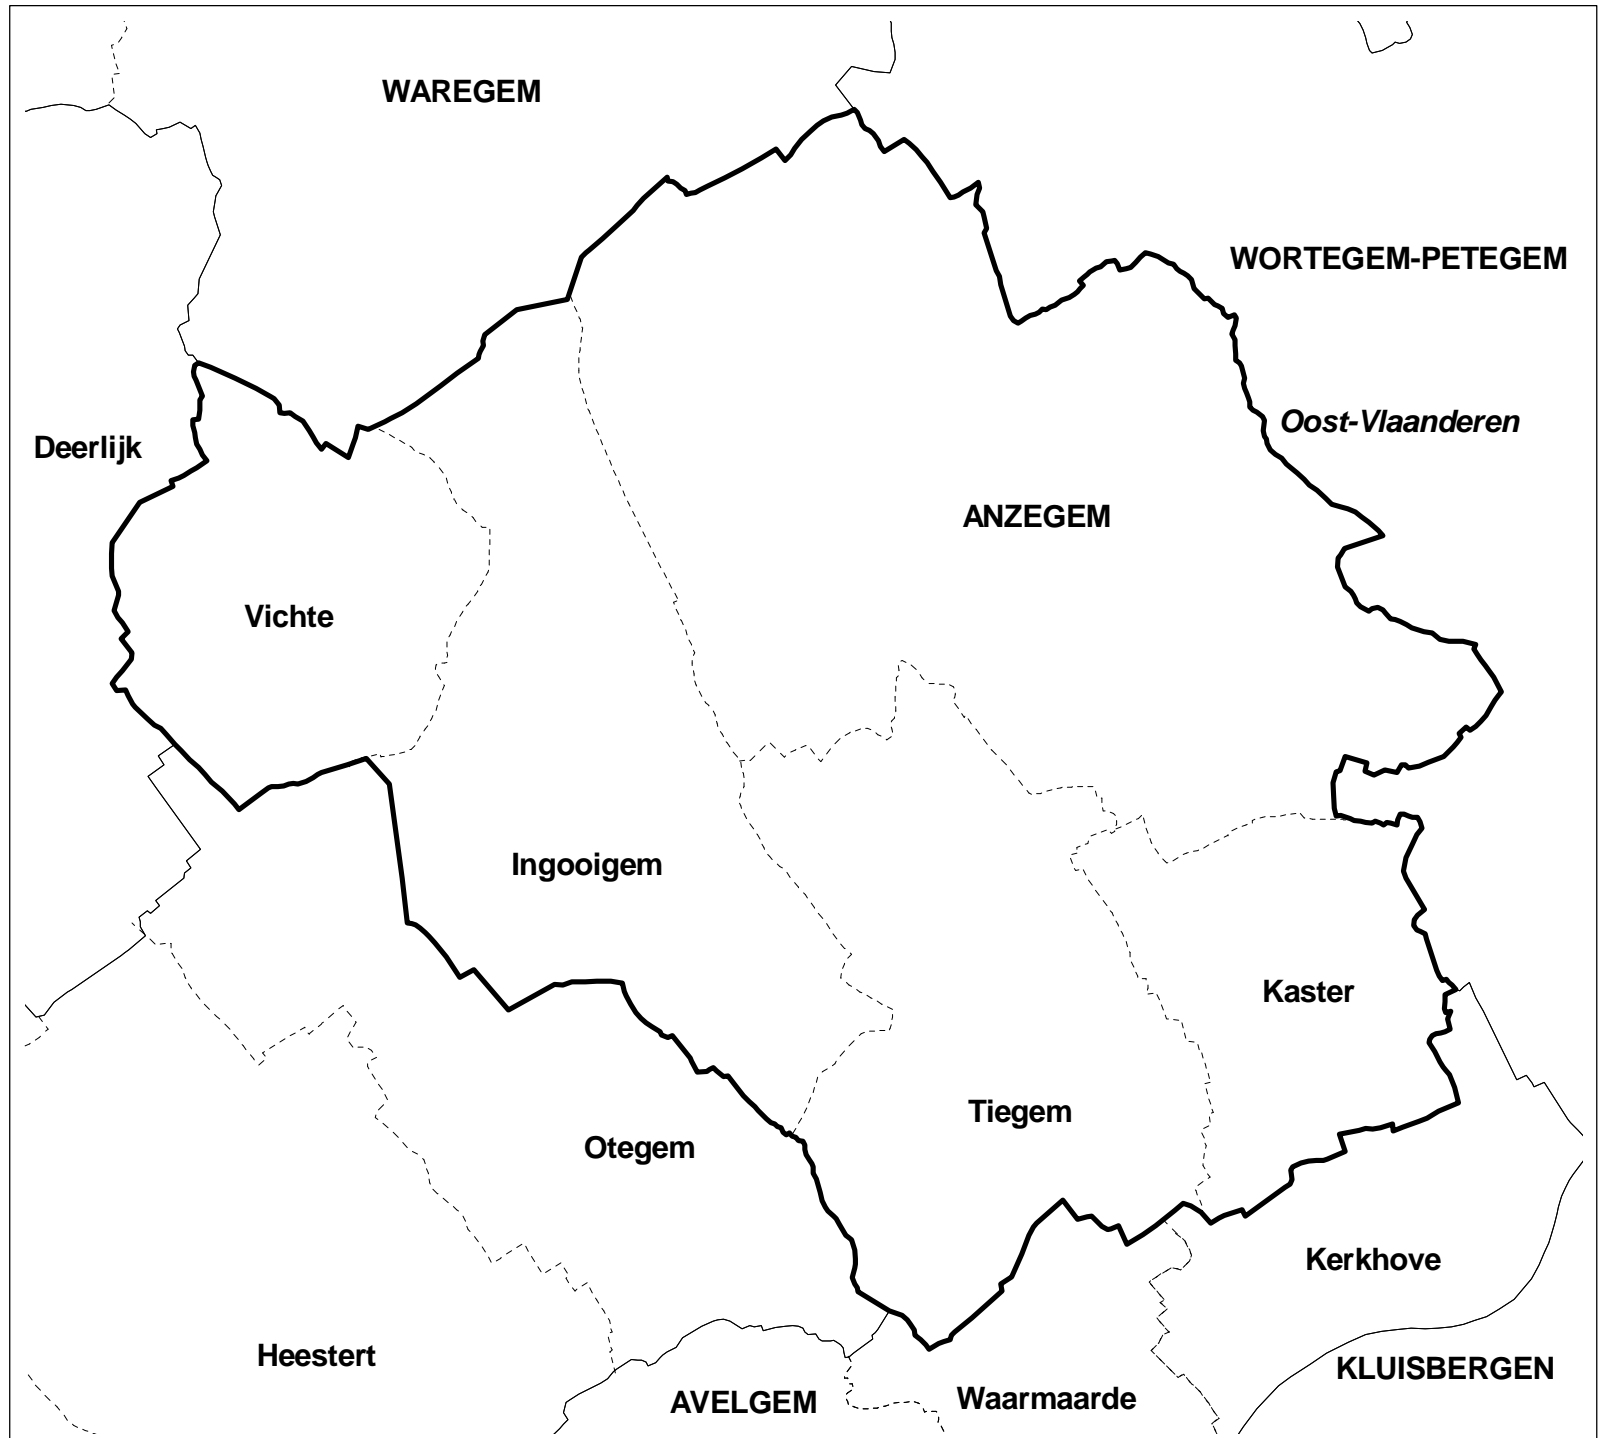 WAREGEM
WORTEGEM-PETEGEM
Oost-Vlaanderen
Deerlijk
ANZEGEM
Vichte
Ingooigem
Kaster
Tiegem
Otegem
Kerkhove
Heestert
KLUISBERGEN
AVELGEM
Waarmaarde